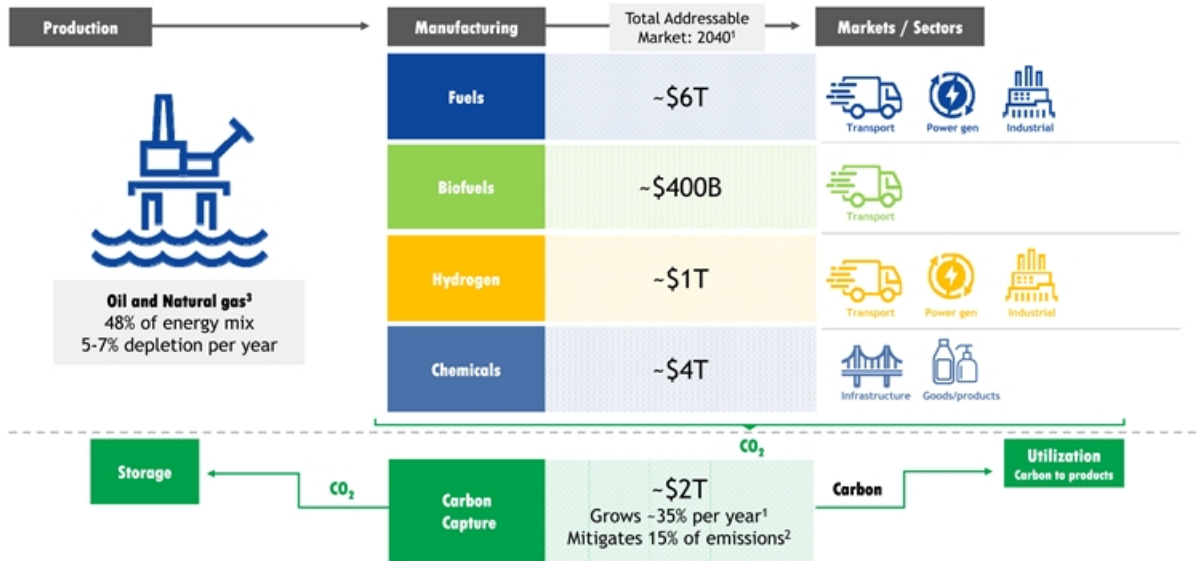 Production
Manufacturing
Total Addressable
Market: 2040¹
Markets / Sectors
Fuels
~$6T
Transport
Power gen
Industrial
Biofuels
~$400B
Transport
Hydrogen
~$1T
Transport
Power gen
Industrial
Oil and Natural gas³
48% of energy mix
5-7% depletion per year
Chemicals
~$4T
Infrastructure
Goods/products
CO₂
Storage
CO₂
Carbon
Capture
~$2T
Grows ~35% per year¹
Mitigates 15% of emissions²
Carbon
Utilization
Carbon to products